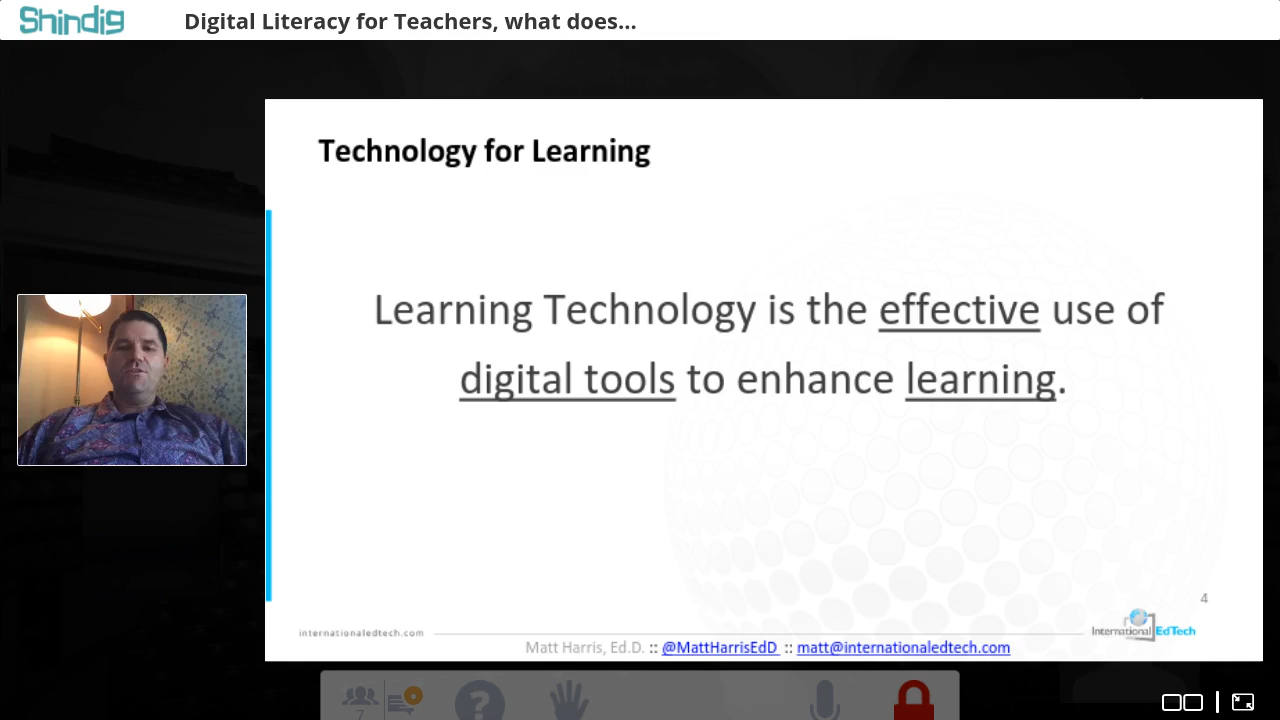 Shindig
Digital Literacy for Teachers, what does...
Technology for Learning
Learning Technology is the effective use of
digital tools to enhance learning.
4
internationaledtech.com
International EdTech
Matt Harris, Ed.D. :: @MattHarrisEdD :: matt@internationaledtech.com
7